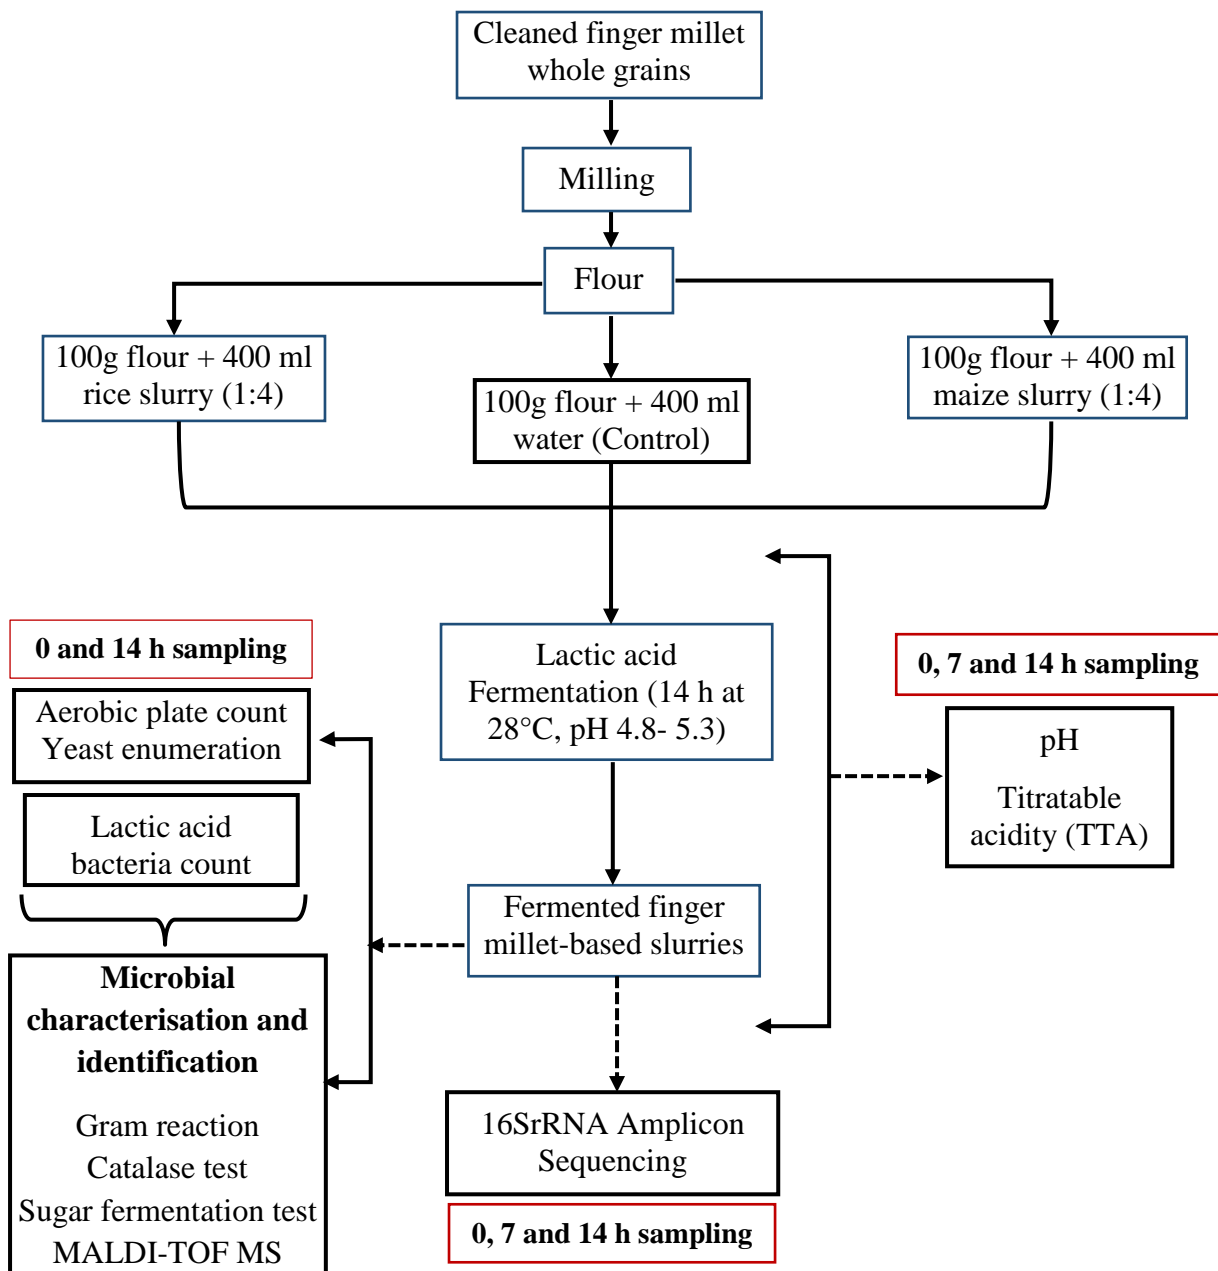 Cleaned finger millet
whole grains
Milling
Flour
100g flour + 400 ml
rice slurry (1:4)
100g flour + 400 ml
water (Control)
100g flour + 400 ml
maize slurry (1:4)
0 and 14 h sampling
Aerobic plate count
Yeast enumeration
Lactic acid
bacteria count
Microbial
characterisation and
identification
Gram reaction
Catalase test
Sugar fermentation test
MALDI-TOF MS
Lactic acid
Fermentation (14 h at
28°C, pH 4.8- 5.3)
Fermented finger
millet-based slurries
16SrRNA Amplicon
Sequencing
0, 7 and 14 h sampling
0, 7 and 14 h sampling
pH
Titratable
acidity (TTA)